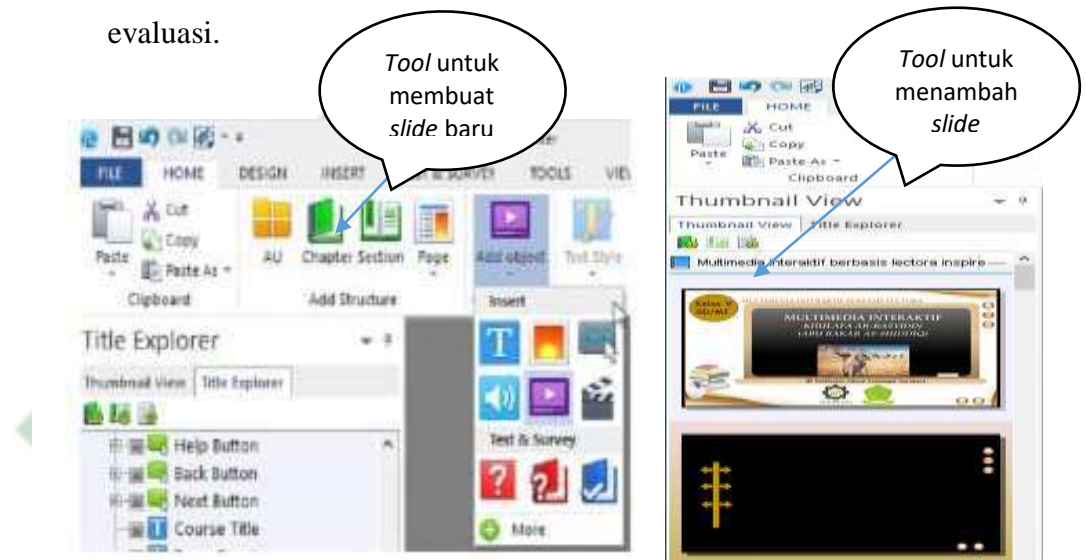 evaluasi.
Tool untuk
membuat
slide baru
FILE HOME DESIGN INSERT TOOLS
Cut
Copy
Paste
Paste As
Clipboard
AU Chapter Section Page
Add Structure
Add object
Text Style
Insert
Test & Survey
More
Title Explorer
Thumbnail View Title Explorer
Help Button
Back Button
Next Button
Course Title
Tool untuk
menambah
slide
FILE HOME
Cut
Copy
Paste
Paste As
Clipboard
Thumbnail View
Thumbnail View Title Explorer
Multimedia interaktif berbasis lectora inspire
Kelas V
SD/MI
MULTIMEDIA INTERAKTIF